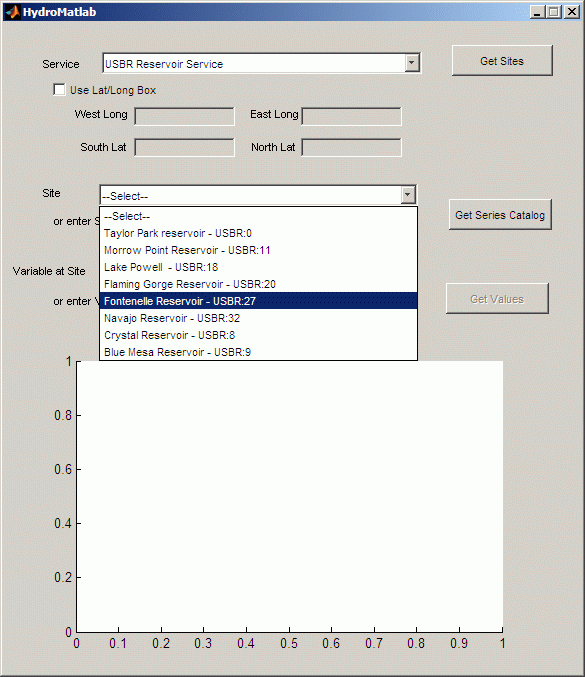 HydroMatlab
Service
USBR Reservoir Service
Get Sites
Use Lat/Long Box
West Long
East Long
South Lat
North Lat
Site
--Select--
Get Series Catalog
or enter S
--Select--
Taylor Park reservoir - USBR:0
Morrow Point Reservoir - USBR:11
Lake Powell - USBR:18
Flaming Gorge Reservoir - USBR:20
Fontenelle Reservoir - USBR:27
Navajo Reservoir - USBR:32
Crystal Reservoir - USBR:8
Blue Mesa Reservoir - USBR:9
Variable at Site
or enter V
Get Values
1
0.8
0.6
0.4
0.2
0
0 0.1 0.2 0.3 0.4 0.5 0.6 0.7 0.8 0.9 1